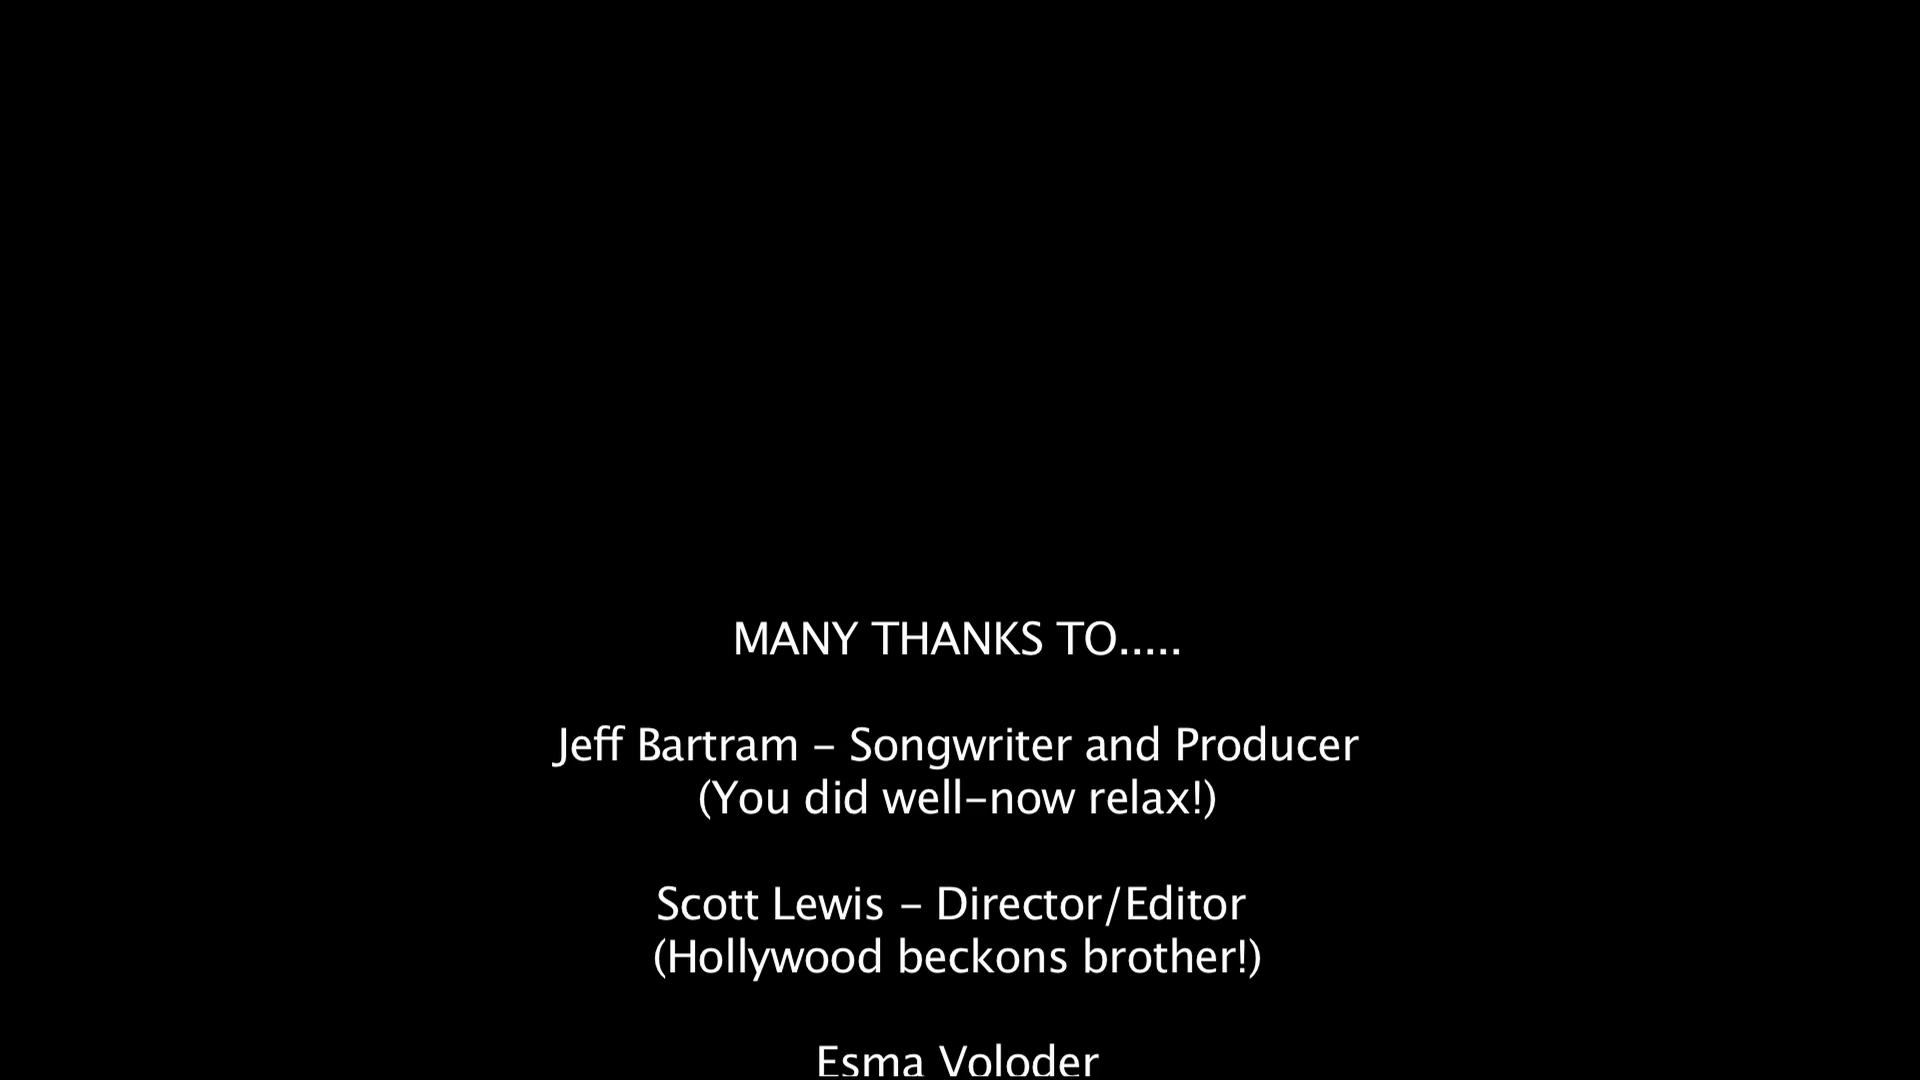 MANY THANKS TO.....
Jeff Bartram - Songwriter and Producer
(You did well-now relax!)
Scott Lewis - Director/Editor
(Hollywood beckons brother!)
Esma Voloder